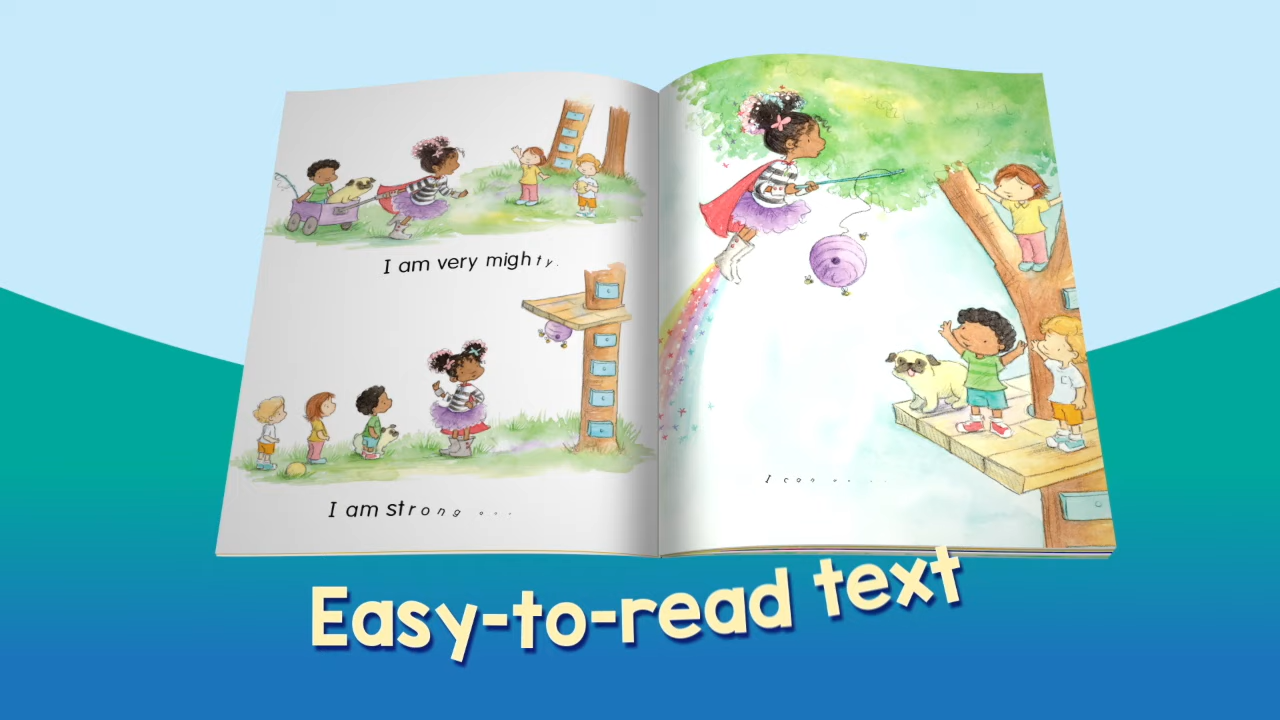 I am very mighty.
I am strong
I can
Easy-to-read text